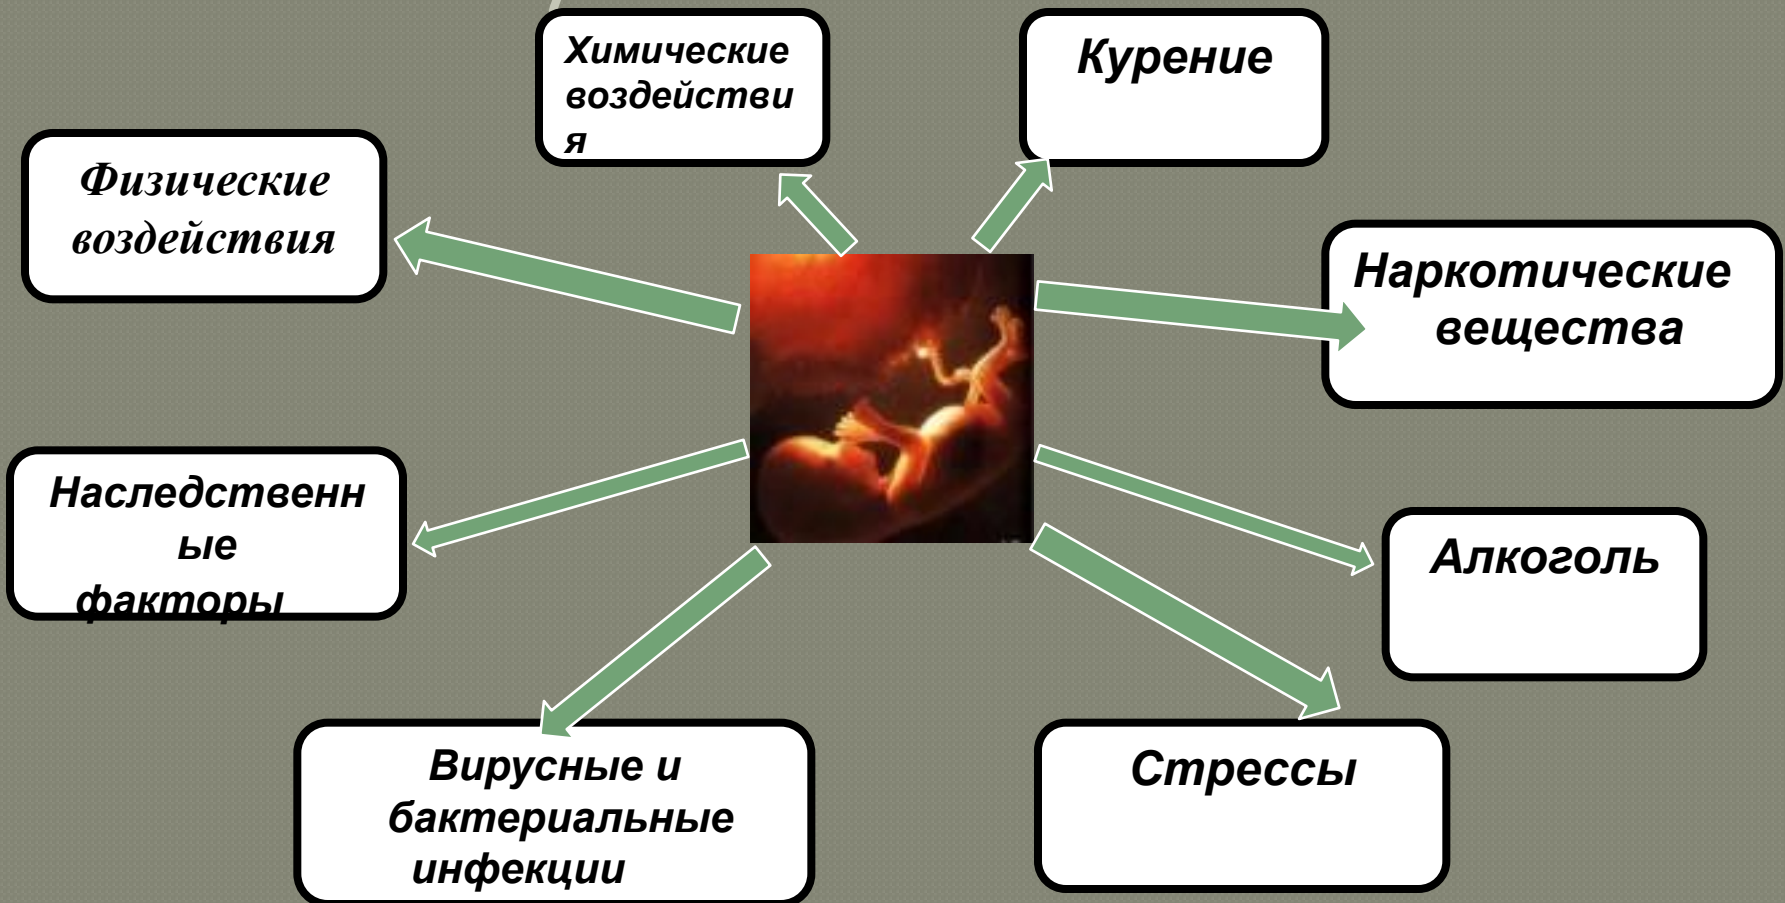 Химические
воздействи
я
Курение
Физические
воздействия
Наркотические
вещества
Наследственн
ые
факторы
Алкоголь
Вирусные и
бактериальные
инфекции
Стрессы